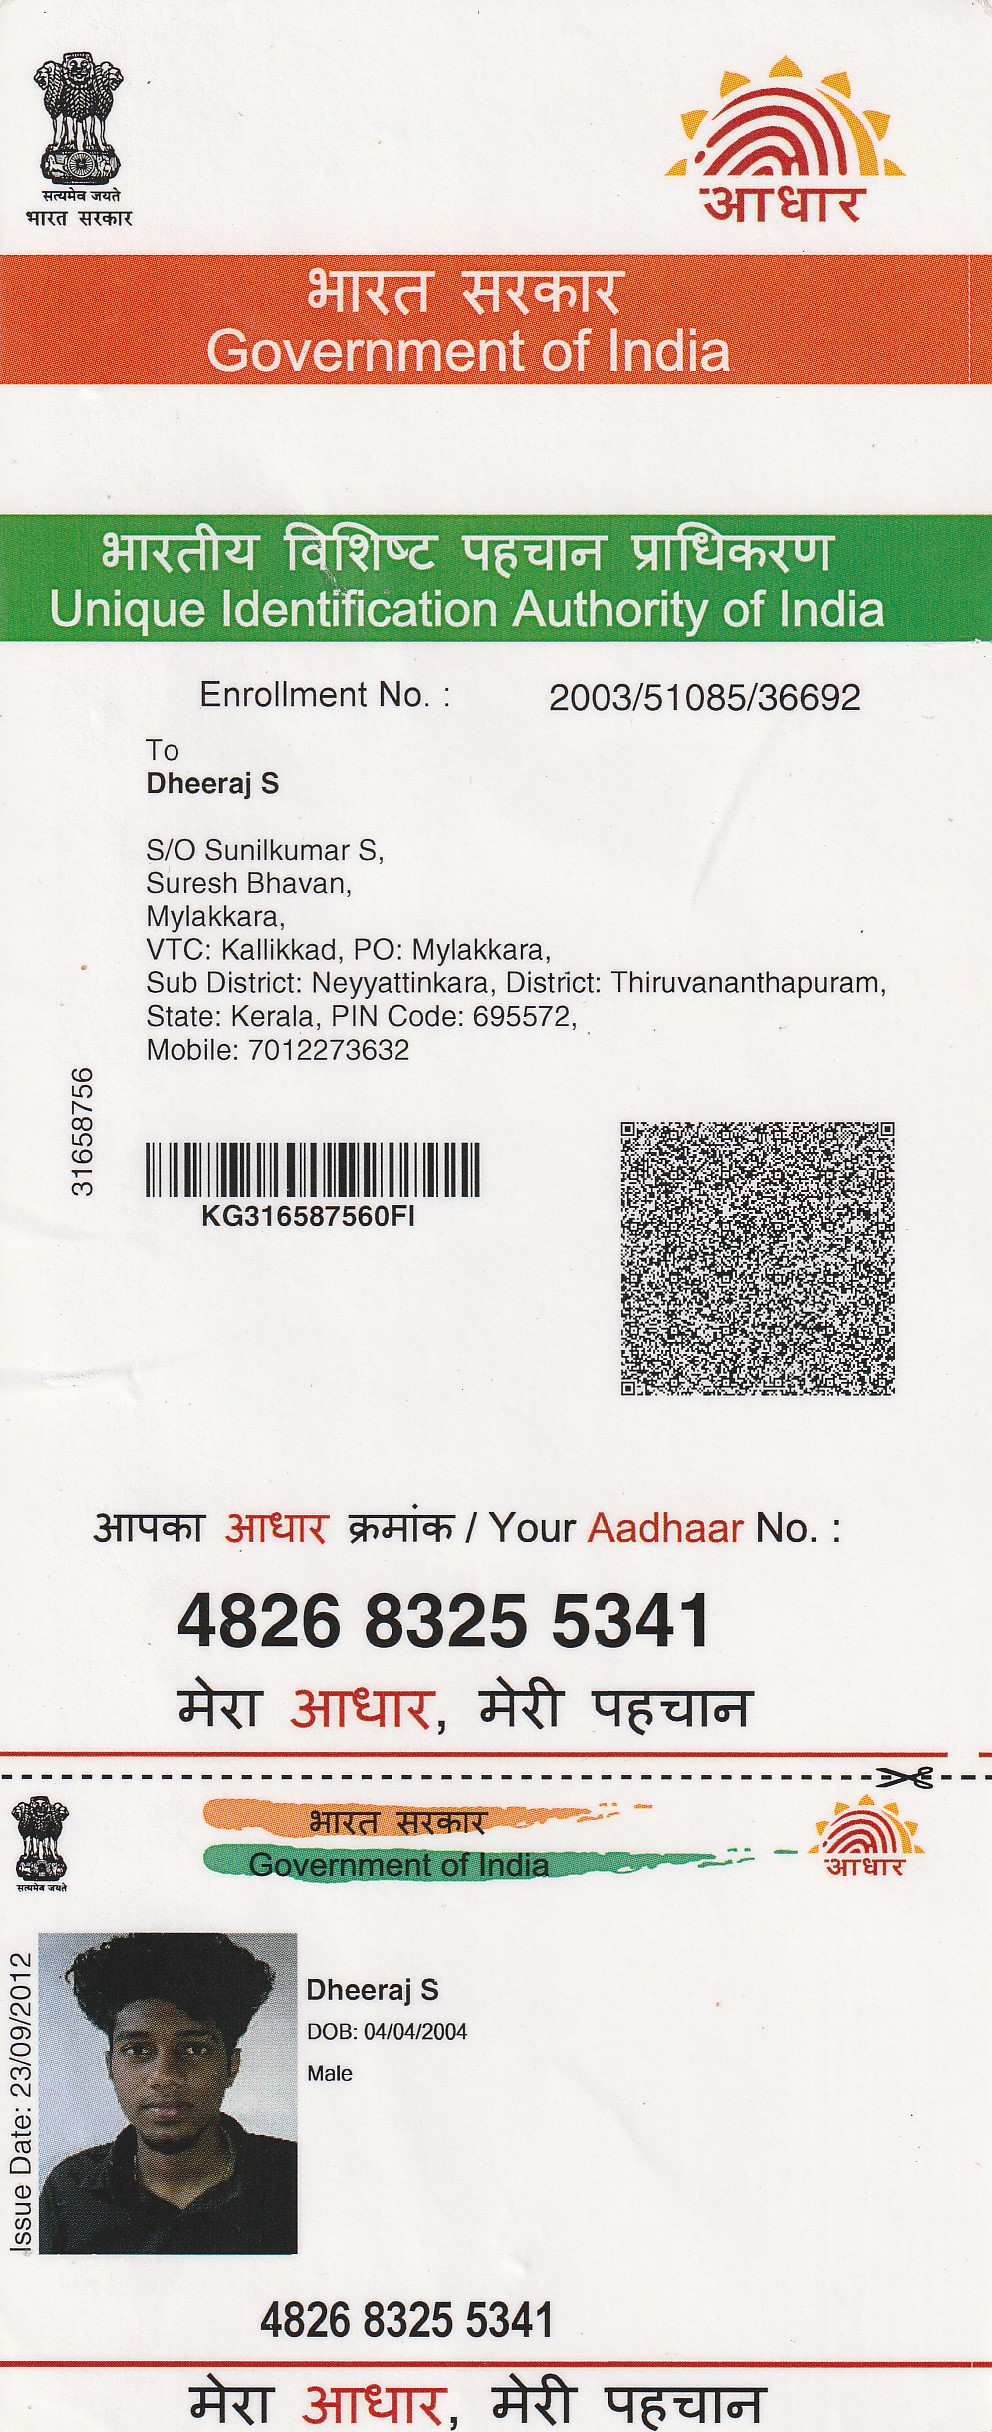 सत्यमेव जयते
भारत सरकार
आधार
भारत सरकार
Government of India
भारतीय विशिष्ट पहचान प्राधिकरण
Unique Identification Authority of India
Enrollment No. : 2003/51085/36692
To
Dheeraj S
S/O Sunilkumar S,
Suresh Bhavan,
Mylakkara,
VTC: Kallikkad, PO: Mylakkara,
Sub District: Neyyattinkara, District: Thiruvananthapuram,
State: Kerala, PIN Code: 695572,
Mobile: 7012273632
31658756
KG316587560FI
आपका आधार क्रमांक / Your Aadhaar No. :
4826 8325 5341
मेरा आधार, मेरी पहचान
सत्यमेव जयते
भारत सरकार
Government of India
आधार
Issue Date: 23/09/2012
Dheeraj S
DOB: 04/04/2004
Male
4826 8325 5341
मेरा आधार, मेरी पहचान